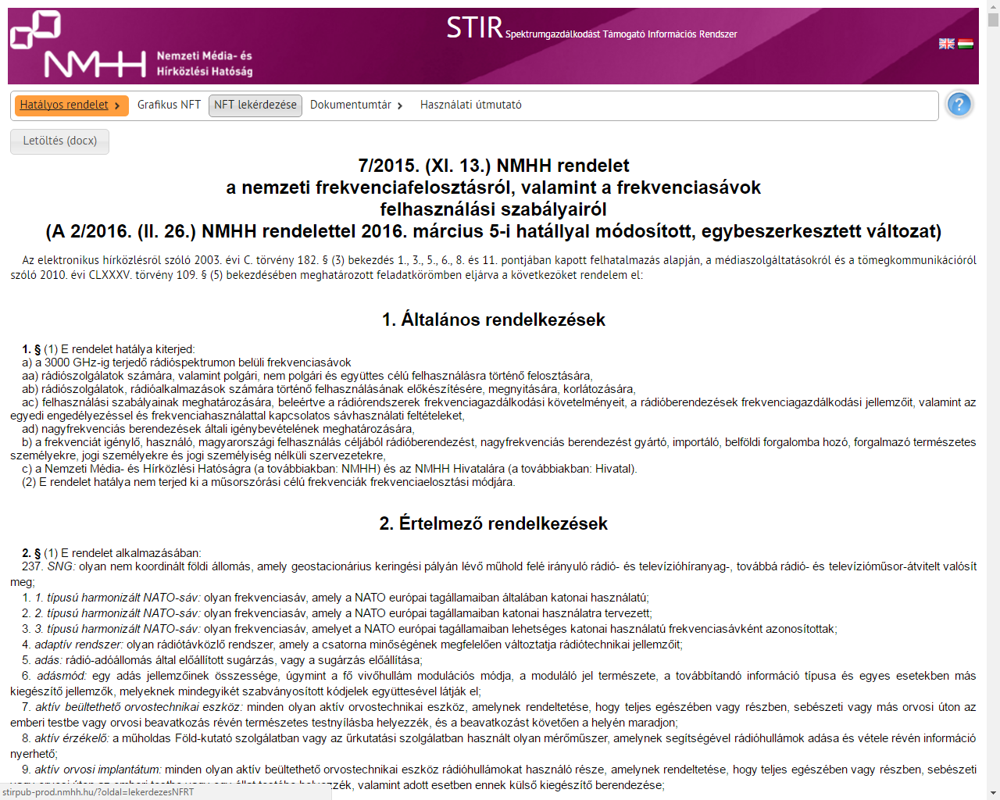 NMHH Nemzeti Média- és
Hírközlési Hatóság
STIR Spektrumgazdálkodást Támogató Információs Rendszer
Hatályos rendelet Grafikus NFT NFT lekérdezése Dokumentumtár Használati útmutató
?
Letöltés (docx)
7/2015. (XI. 13.) NMHH rendelet
a nemzeti frekvenciafelosztásról, valamint a frekvenciasávok
felhasználási szabályairól
(A 2/2016. (II. 26.) NMHH rendelettel 2016. március 5-i hatállyal módosított, egybeszerkesztett változat)
Az elektronikus hírközlésről szóló 2003. évi C. törvény 182. § (3) bekezdés 1., 3., 5., 6., 8. és 11. pontjában kapott felhatalmazás alapján, a médiaszolgáltatásokról és a tömegkommunikációról
szóló 2010. évi CLXXXV. törvény 109. § (5) bekezdésében meghatározott feladatkörömben eljárva a következőket rendelem el:
1. Általános rendelkezések
1. § (1) E rendelet hatálya kiterjed:
a) a 3000 GHz-ig terjedő rádióspektrumon belüli frekvenciasávok
aa) rádiószolgálatok számára, valamint polgári, nem polgári és együttes célú felhasználásra történő felosztására,
ab) rádiószolgálatok, rádióalkalmazások számára történő felhasználásának előkészítésére, megnyitására, korlátozására,
ac) felhasználási szabályainak meghatározására, beleértve a rádiórendszerek frekvenciagazdálkodási követelményeit, a rádióberendezések frekvenciagazdálkodási jellemzőit, valamint az
egyedi engedélyezéssel és frekvenciahasználattal kapcsolatos sávhasználati feltételeket,
ad) nagyfrekvenciás berendezések általi igénybevételének meghatározására,
b) a frekvenciát igénylő, használó, magyarországi felhasználás céljából rádióberendezést, nagyfrekvenciás berendezést gyártó, importáló, belföldi forgalomba hozó, forgalmazó természetes
személyekre, jogi személyekre és jogi személyiség nélküli szervezetekre,
c) a Nemzeti Média- és Hírközlési Hatóságra (a továbbiakban: NMHH) és az NMHH Hivatalára (a továbbiakban: Hivatal).
(2) E rendelet hatálya nem terjed ki a műsorszórási célú frekvenciák frekvenciaelosztási módjára.
2. Értelmező rendelkezések
2. § (1) E rendelet alkalmazásában:
237. SNG: olyan nem koordinált földi állomás, amely geostacionárius keringési pályán lévő műhold felé irányuló rádió- és televízióhíranyag-, továbbá rádió- és televízióműsor-átvitelt valósít
meg;
1. 1. típusú harmonizált NATO-sáv: olyan frekvenciasáv, amely a NATO európai tagállamaiban általában katonai használatú;
2. 2. típusú harmonizált NATO-sáv: olyan frekvenciasáv, amely a NATO európai tagállamaiban katonai használatra tervezett;
3. 3. típusú harmonizált NATO-sáv: olyan frekvenciasáv, amelyet a NATO európai tagállamaiban lehetséges katonai használatú frekvenciasávként azonosítottak;
4. adaptív rendszer: olyan rádiótávközlő rendszer, amely a csatorna minőségének megfelelően változtatja rádiótechnikai jellemzőit;
5. adás: rádió-adóállomás által előállított sugárzás, vagy a sugárzás előállítása;
6. adásmód: egy adás jellemzőinek összessége, úgymint a fő vivőhullám modulációs módja, a moduláló jel természete, a továbbítandó információ típusa és egyes esetekben más
kiegészítő jellemzők, melyeknek mindegyikét szabványosított kódjelek együttesével látják el;
7. aktív beültethető orvostechnikai eszköz: minden olyan aktív orvostechnikai eszköz, amelynek rendeltetése, hogy teljes egészében vagy részben, sebészeti vagy más orvosi úton az
emberi testbe vagy orvosi beavatkozás révén természetes testnyílásba helyezzék, és a beavatkozást követően a helyén maradjon;
8. aktív érzékelő: a műholdas Föld-kutató szolgálatban vagy az űrkutatási szolgálatban használt olyan mérőműszer, amelynek segítségével rádióhullámok adása és vétele révén információ
nyerhető;
9. aktív orvosi implantátum: minden olyan aktív beültethető orvostechnikai eszköz rádióhullámokat használó része, amelynek rendeltetése, hogy teljes egészében vagy részben, sebészeti
vagy orvosi úton az emberi testbe vagy egy állat testébe helyezzék, valamint adott esetben ennek külső kiegészítő berendezése;
stirpub-prod.nmhh.hu/?oldal=lekerdezesNFRT